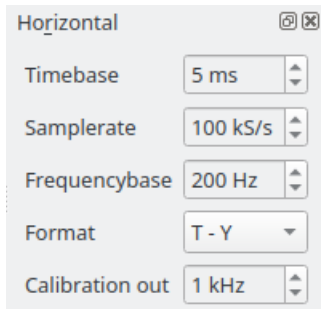 Horizontal
Timebase 5 ms
Samplerate 100 kS/s
Frequencybase 200 Hz
Format T - Y
Calibration out 1 kHz